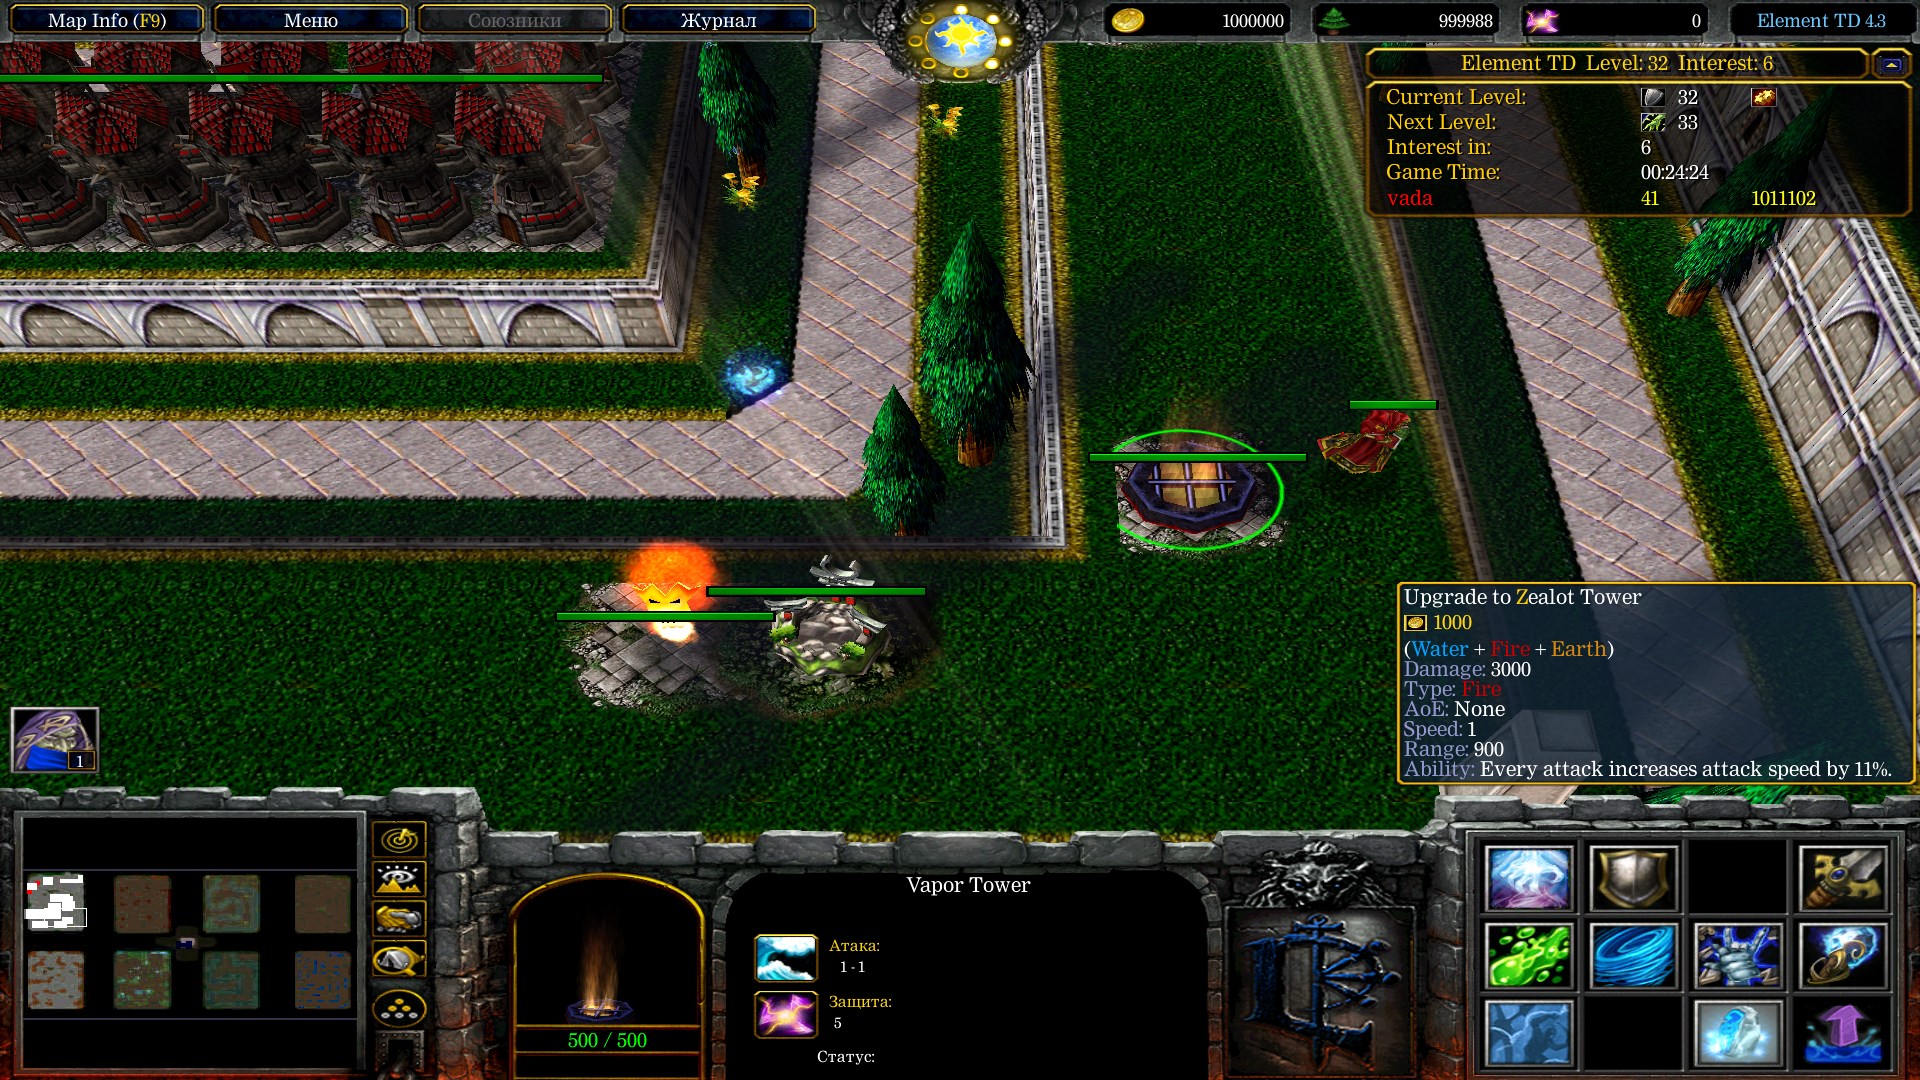 Map Info (F9)
Меню
Союзники
Журнал
1000000
999988
0
Element TD 4.3
Element TD Level: 32 Interest: 6
Current Level: 32
Next Level: 33
Interest in: 6
Game Time: 00:24:24
vada 41 1011102
Upgrade to Zealot Tower
1000
(Water + Fire + Earth)
Damage: 3000
Type: Fire
AoE: None
Speed: 1
Range: 900
Ability: Every attack increases attack speed by 11%.
1
Vapor Tower
Атака:
1 - 1
Защита:
5
Статус:
500 / 500